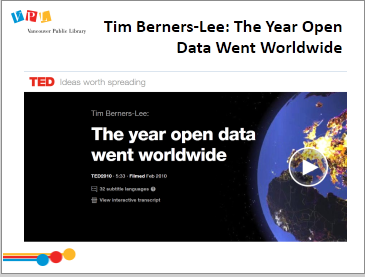 VPL
Vancouver Public Library
Tim Berners-Lee: The Year Open
Data Went Worldwide
TED Ideas worth spreading
Tim Berners-Lee:
The year open data
went worldwide
TED2010 · 5:33 · Filmed Feb 2010
32 subtitle languages
View interactive transcript